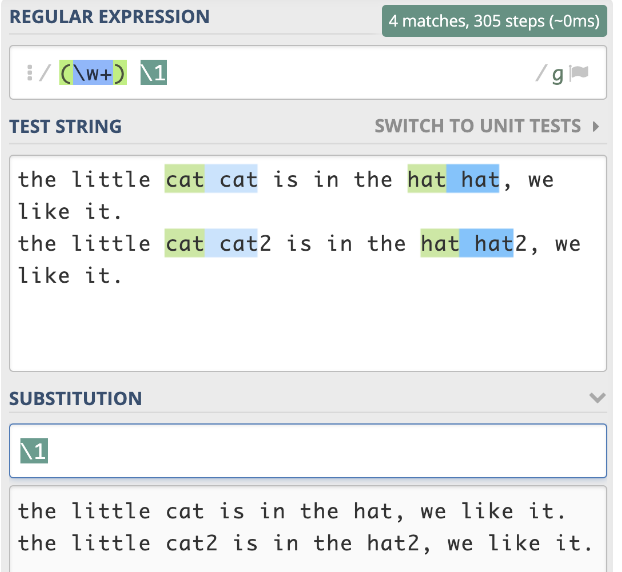 REGULAR EXPRESSION
4 matches, 305 steps (~0ms)
⋮ / (\w+) \1 / g
TEST STRING
SWITCH TO UNIT TESTS
the little cat cat is in the hat hat, we
like it.
the little cat cat2 is in the hat hat2, we
like it.
SUBSTITUTION
\1
the little cat is in the hat, we like it.
the little cat2 is in the hat2, we like it.